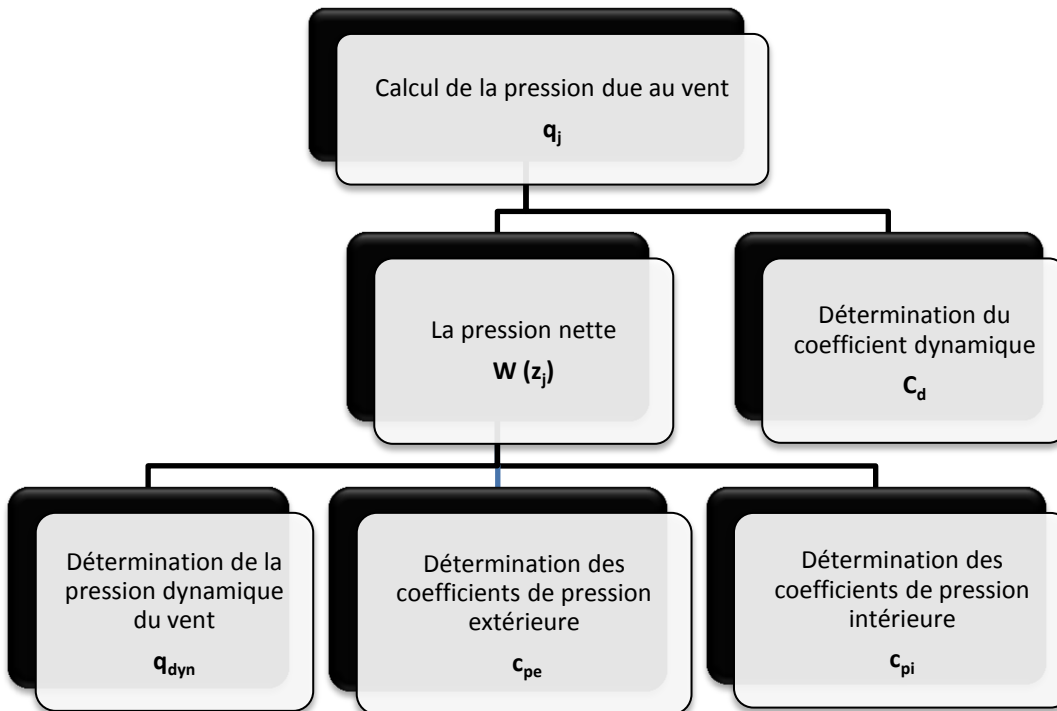 Calcul de la pression due au vent
qj
La pression nette
W (zj)
Détermination du
coefficient dynamique
Cd
Détermination de la
pression dynamique
du vent
qdyn
Détermination des
coefficients de pression
extérieure
cpe
Détermination des
coefficients de pression
intérieure
cpi